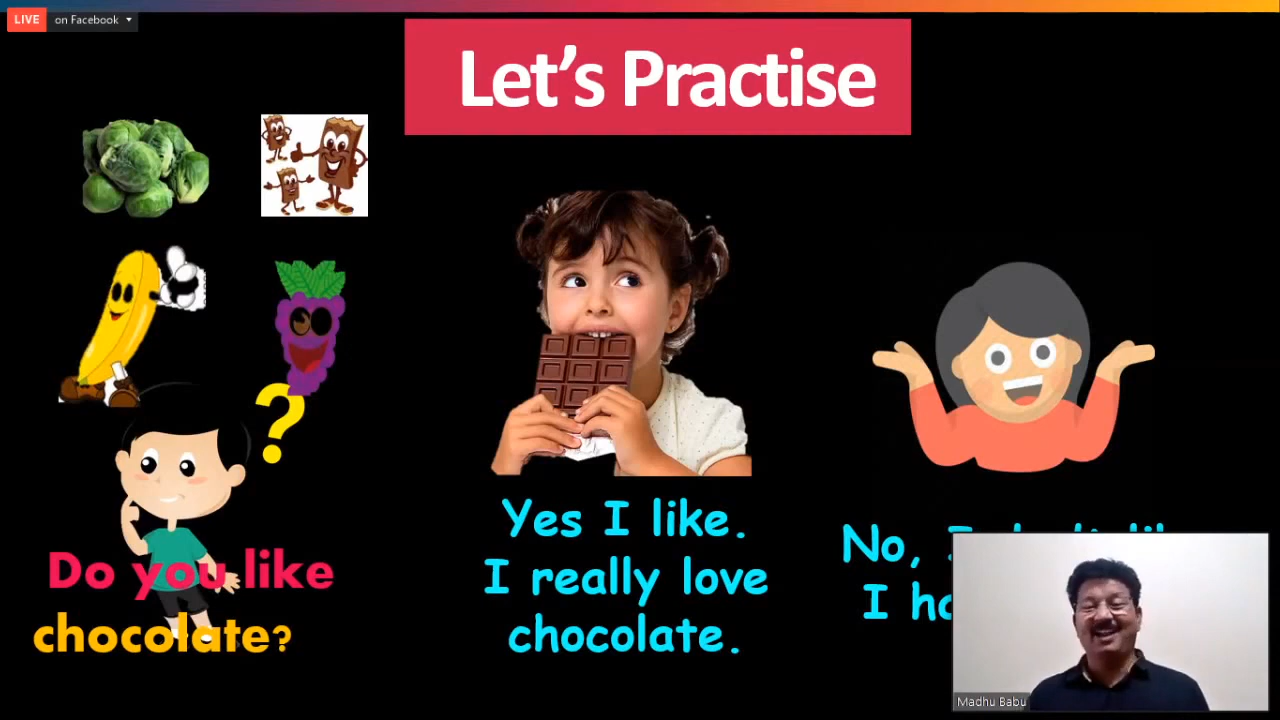 LIVE on Facebook
Let's Practise
Do you like
chocolate?
Yes I like.
I really love
chocolate.
No, I
I
Madhu Babu